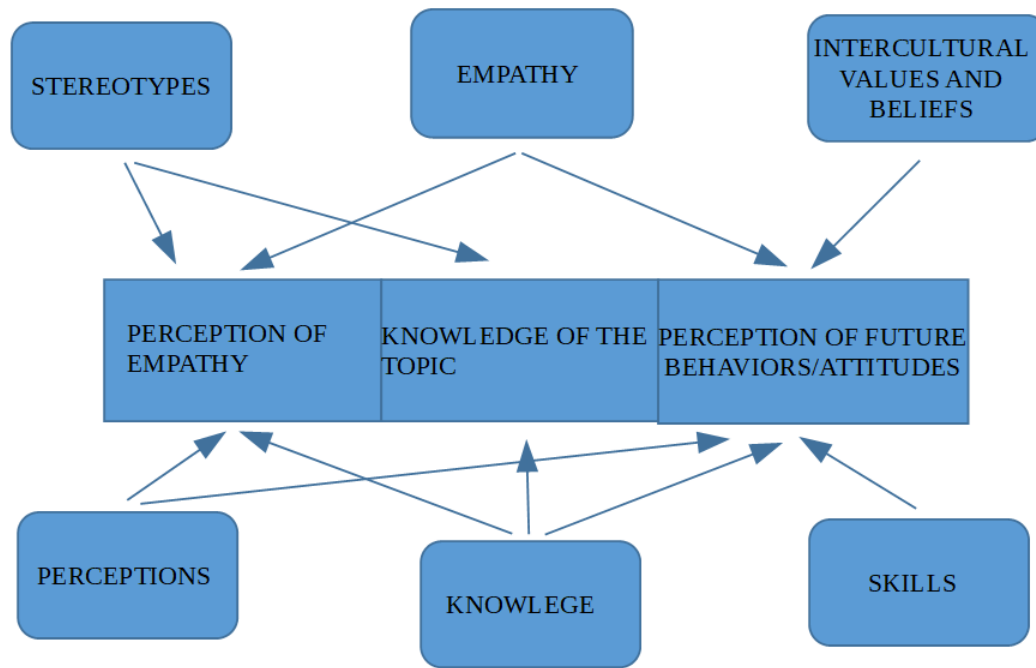 STEREOTYPES
EMPATHY
INTERCULTURAL
VALUES AND
BELIEFS
PERCEPTION OF
EMPATHY
KNOWLEDGE OF THE
TOPIC
PERCEPTION OF FUTURE
BEHAVIORS/ATTITUDES
PERCEPTIONS
KNOWLEGE
SKILLS